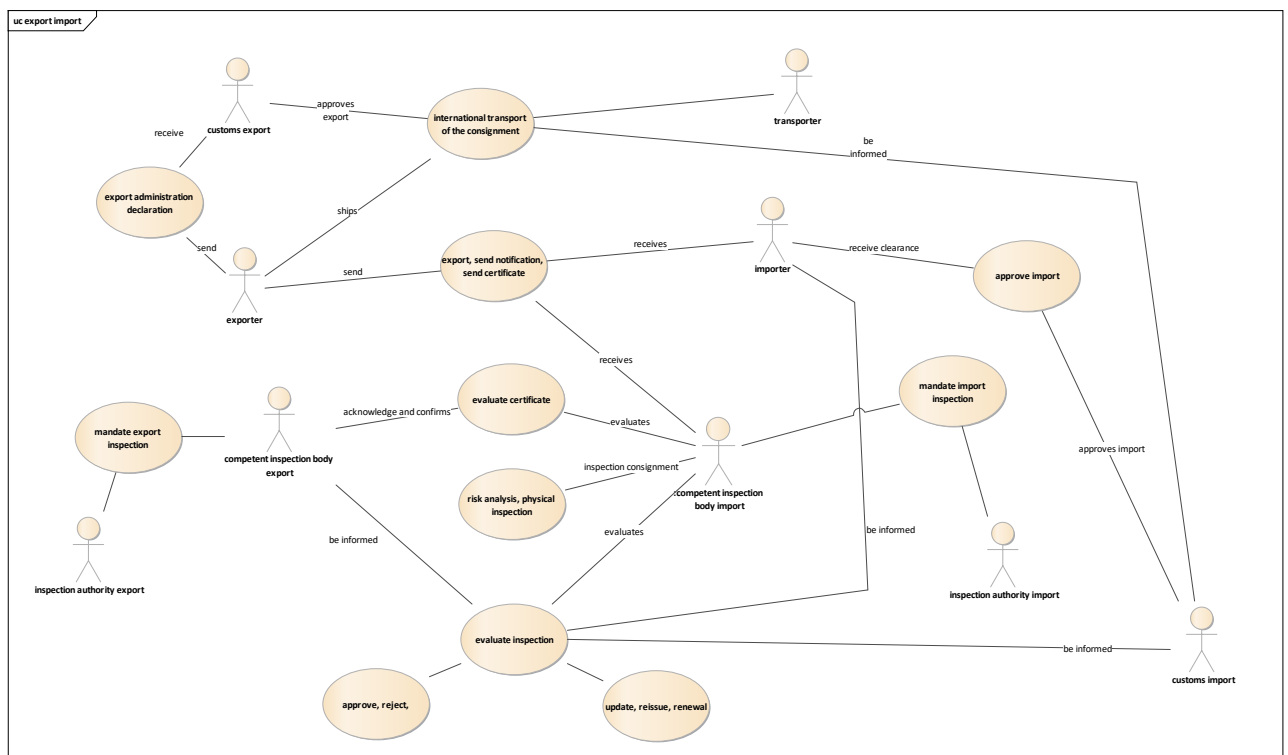 uc export import
customs export
approves
export
international transport
of the consignment
transporter
receive
be
informed
export administration
declaration
ships
send
exporter
send
export, send notification,
send certificate
receives
importer
receive clearance
approve import
receives
mandate import
inspection
evaluate certificate
acknowledge and confirms
evaluates
mandate export
inspection
competent inspection body
export
approves import
inspection consignment
competent inspection
body import
risk analysis, physical
inspection
evaluates
be informed
be informed
inspection authority export
inspection authority import
evaluate inspection
be informed
customs import
approve, reject,
update, reissue, renewal